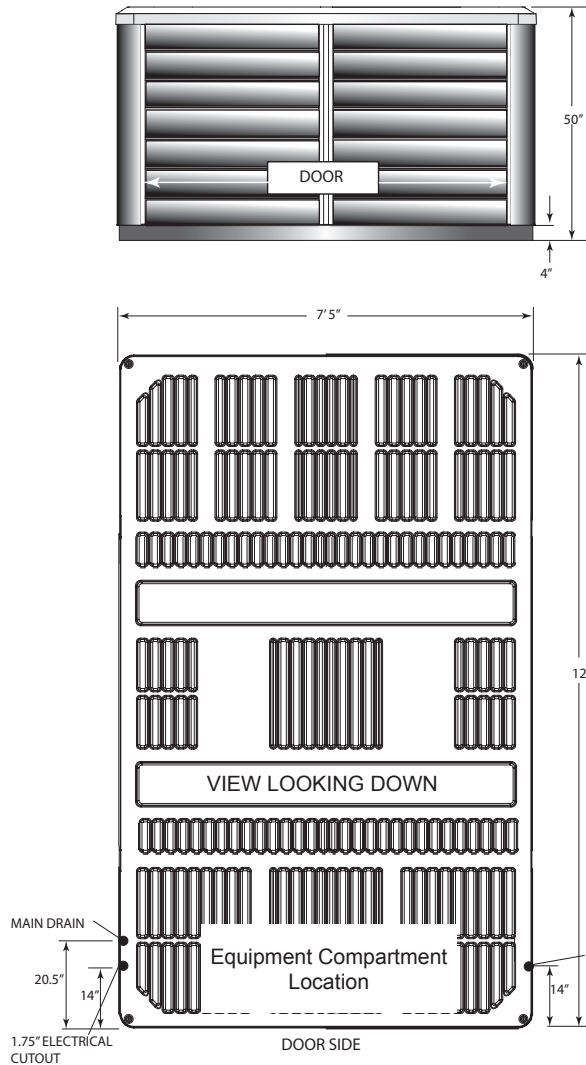 50"
DOOR
4"
7' 5"
12
VIEW LOOKING DOWN
MAIN DRAIN
Equipment Compartment
Location
20.5"
14"
14"
1.75" ELECTRICAL
CUTOUT
DOOR SIDE